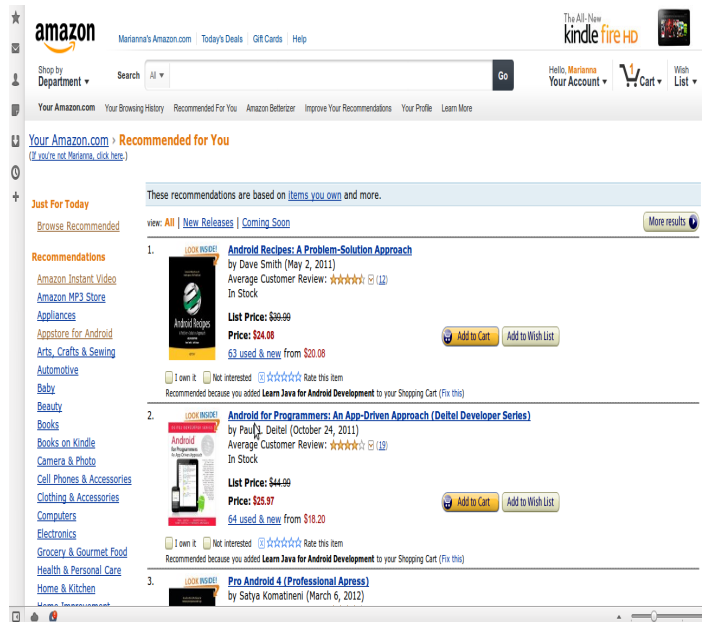 amazon
Marianna's Amazon.com | Today's Deals | Gift Cards | Help
The All-New
kindle fire HD
Shop by
Department
Search All
Go
Hello, Marianna
Your Account
1
Cart
Wish
List
Your Amazon.com Your Browsing History Recommended For You Amazon Betterizer Improve Your Recommendations Your Profile Learn More
Your Amazon.com › Recommended for You
(If you're not Marianna, click here.)
Just For Today
Browse Recommended
Recommendations
Amazon Instant Video
Amazon MP3 Store
Appliances
Appstore for Android
Arts, Crafts & Sewing
Automotive
Baby
Beauty
Books
Books on Kindle
Camera & Photo
Cell Phones & Accessories
Clothing & Accessories
Computers
Electronics
Grocery & Gourmet Food
Health & Personal Care
Home & Kitchen
Home Improvement
These recommendations are based on items you own and more.
view: All | New Releases | Coming Soon
More results
1.
LOOK INSIDE!
Android Recipes
Android Recipes: A Problem-Solution Approach
by Dave Smith (May 2, 2011)
Average Customer Review: (12)
In Stock
List Price: $39.99
Price: $24.08
63 used & new from $20.08
Add to Cart
Add to Wish List
I own it Not interested X Rate this item
Recommended because you added Learn Java for Android Development to your Shopping Cart (Fix this)
2.
LOOK INSIDE!
Android
for Programmers
Android for Programmers: An App-Driven Approach (Deitel Developer Series)
by Paul J. Deitel (October 24, 2011)
Average Customer Review: (19)
In Stock
List Price: $44.99
Price: $25.97
64 used & new from $18.20
Add to Cart
Add to Wish List
I own it Not interested X Rate this item
Recommended because you added Learn Java for Android Development to your Shopping Cart (Fix this)
3.
LOOK INSIDE!
Pro Android 4 (Professional Apress)
by Satya Komatineni (March 6, 2012)